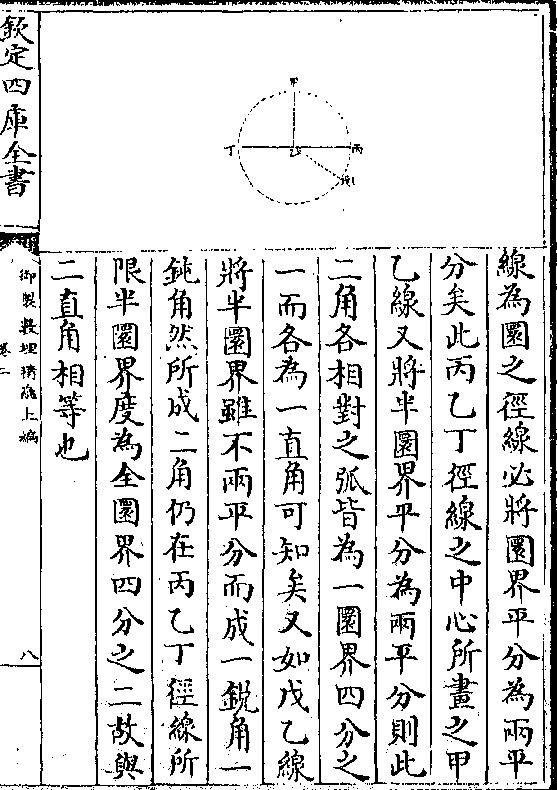 甲
丁
乙
丙
戊
線為圜之徑線必將圜界平分為兩平
分矣此丙乙丁徑線之中心所畫之甲
乙線又將半圜界平分為兩平分則此
二角各相對之弧皆為一圜界四分之
一而各為一直角可知矣又如戊乙線
將半圜界雖不兩平分而成一銳角一
鈍角然所成二角仍在丙乙丁徑線所
限半圜界度為全圜界四分之二故與
二直角相等也
欽定四庫全書
御製數理精蘊上編
卷二
八